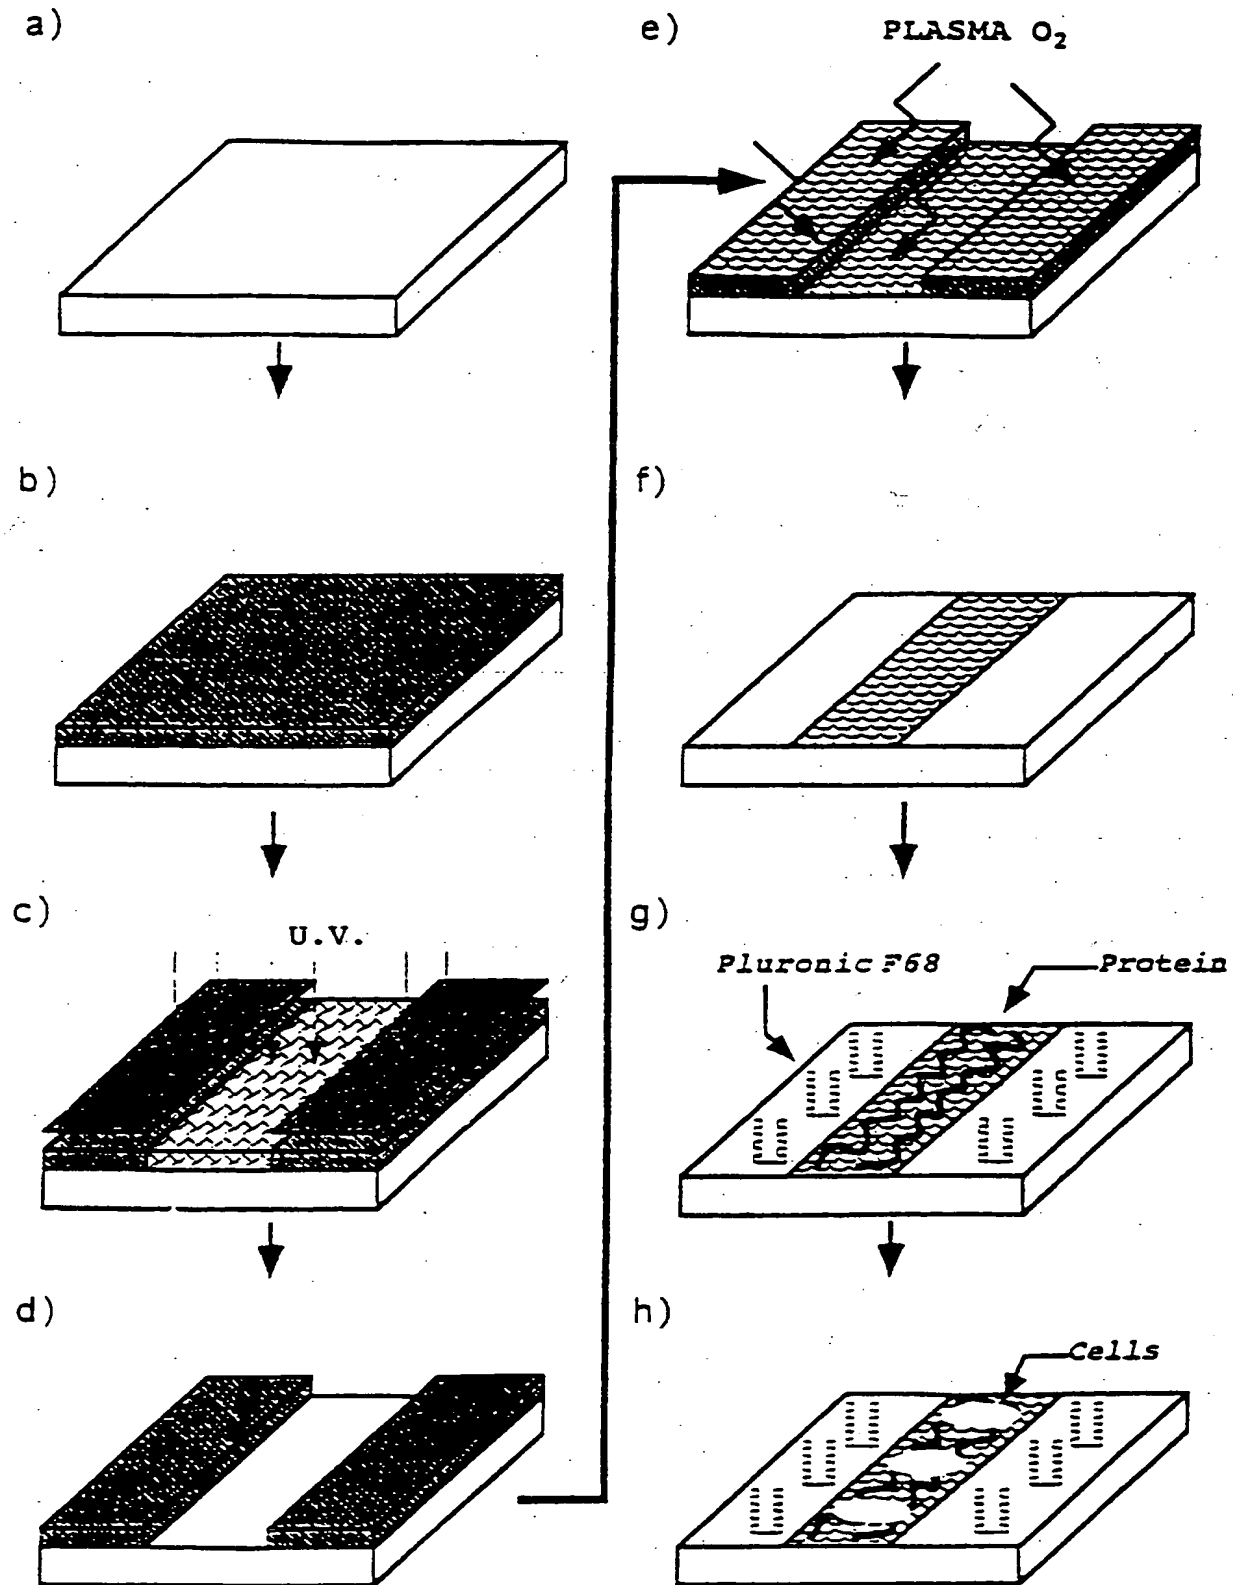 a)
b)
c)
U.V.
d)
e)
PLASMA O₂
f)
g)
Pluronic F68
Protein
h)
Cells